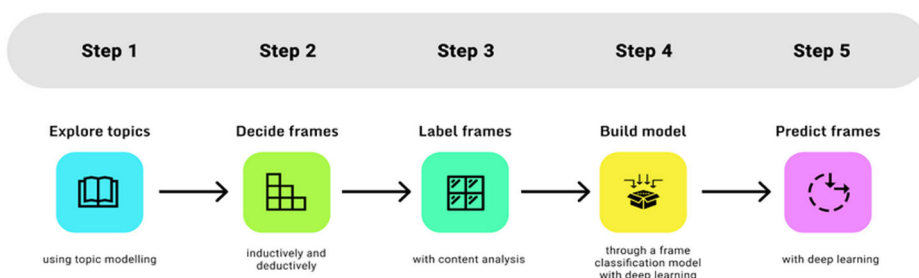 Step 1
Step 2
Step 3
Step 4
Step 5
Explore topics
Decide frames
Label frames
Build model
Predict frames
using topic modelling
inductively and
deductively
with content analysis
through a frame
classification model
with deep learning
with deep learning